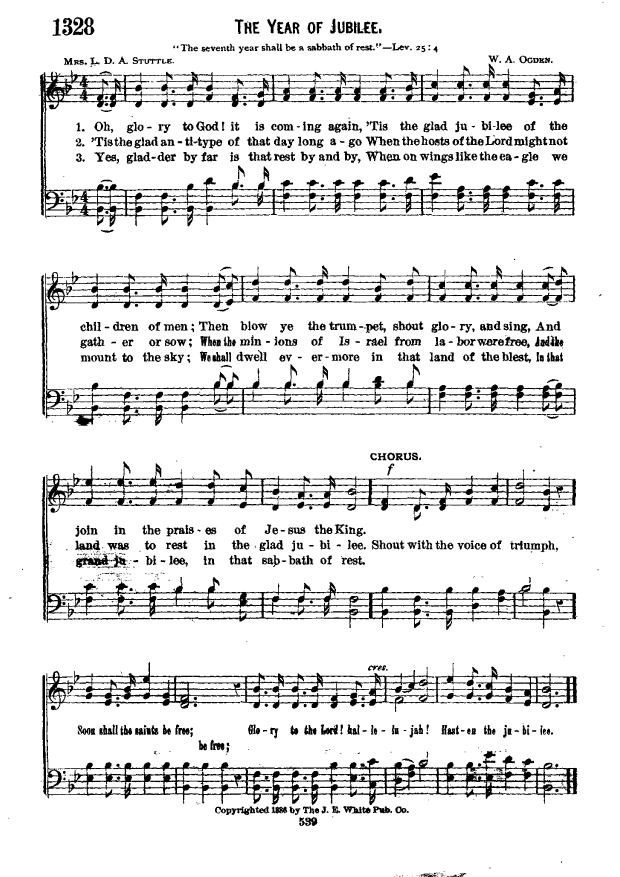 1328
THE YEAR OF JUBILEE.
"The seventh year shall be a sabbath of rest."—Lev. 25:4
MRS. L. D. A. STUTTLE. W. A. OGDEN.
1. Oh, glo-ry to God! it is com-ing again, 'Tis the glad ju-bi-lee of the
2. 'Tis the glad an-ti-type of that day long a-go When the hosts of the Lord might not
3. Yes, glad-der by far is that rest by and by, When on wings like the ea-gle we
chil-dren of men; Then blow ye the trum-pet, shout glo-ry, and sing, And
gath-er or sow; When the min-ions of Is-rael from la-bor were free, And the
mount to the sky; We shall dwell ev-er-more in that land of the blest, In that
CHORUS.
f
join in the prais-es of Je-sus the King.
land was to rest in the glad ju-bi-lee. Shout with the voice of triumph,
grand ju-bi-lee, in that sab-bath of rest.
cres.
Soon shall the saints be free; Glo-ry to the Lord! hal-le-lu-jah! Hast-en the ju-bi-lee.
be free;
Copyrighted 1886 by The J. E. White Pub. Co.
539